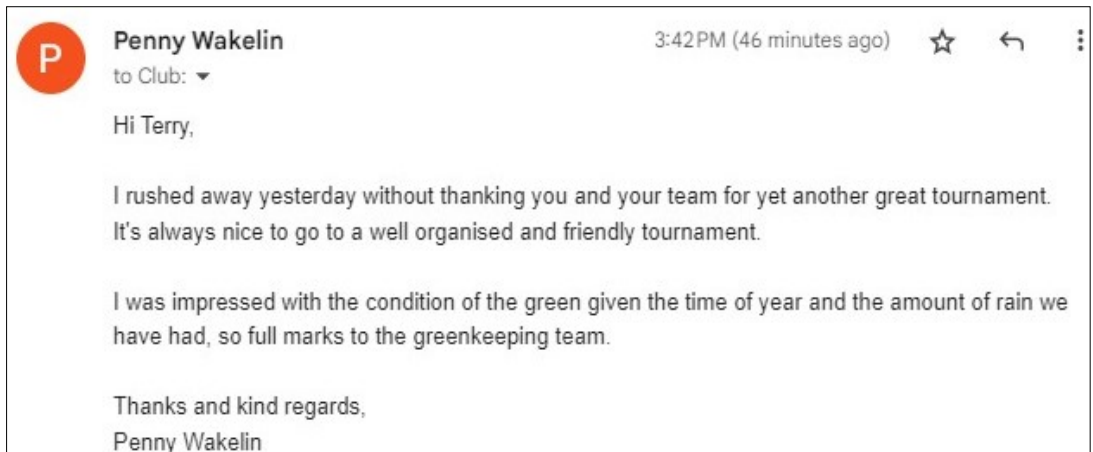 P
Penny Wakelin
3:42PM (46 minutes ago)
to Club:
Hi Terry,
I rushed away yesterday without thanking you and your team for yet another great tournament.
It's always nice to go to a well organised and friendly tournament.
I was impressed with the condition of the green given the time of year and the amount of rain we
have had, so full marks to the greenkeeping team.
Thanks and kind regards,
Penny Wakelin